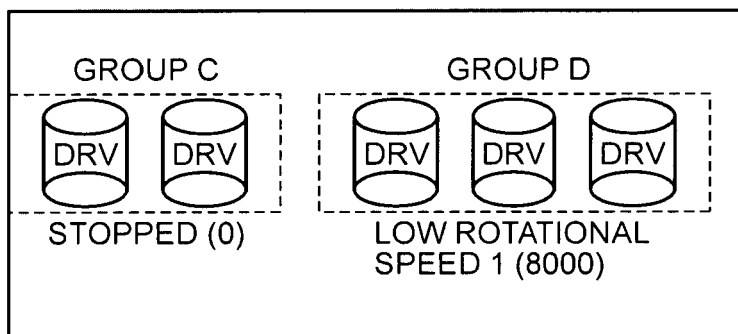 GROUP C
GROUP D
DRV DRV DRV DRV DRV
STOPPED (0)
LOW ROTATIONAL
SPEED 1 (8000)